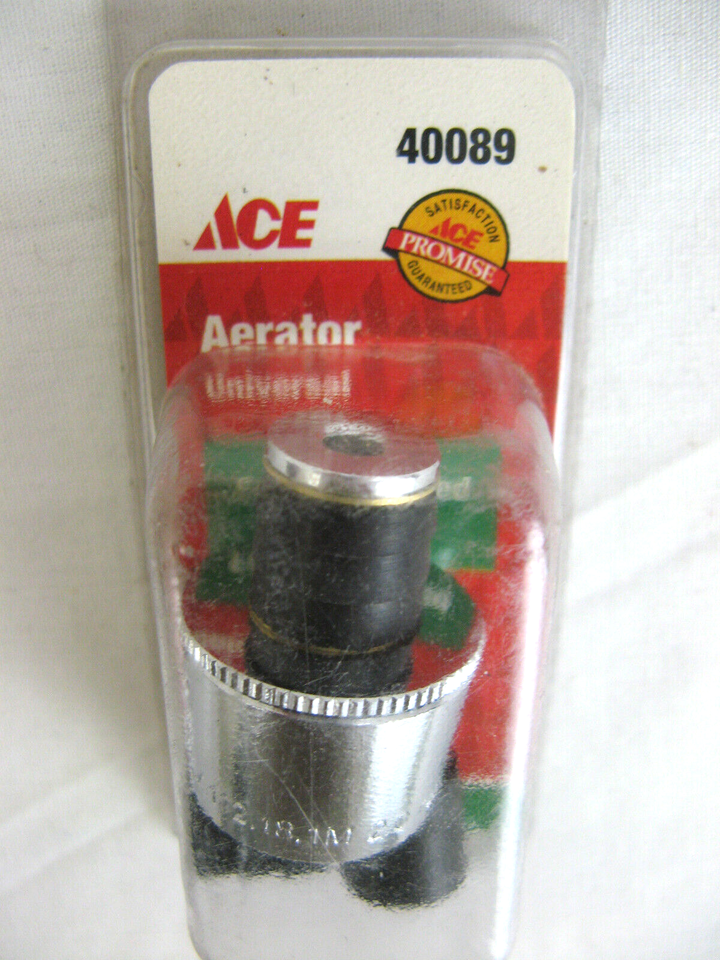 40089
ACE
SATISFACTION
ACE
PROMISE
GUARANTEED
Aerator
Universal